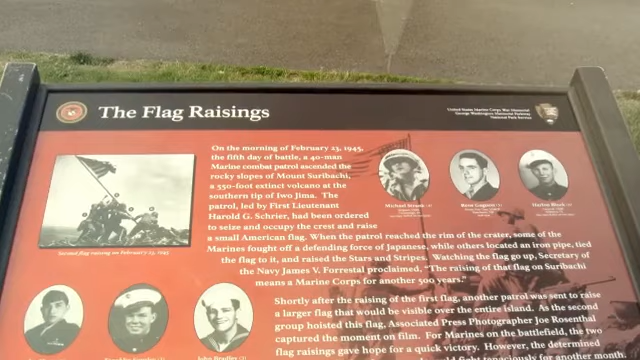 The Flag Raisings
United States Marine Corps War Memorial
George Washington Memorial Parkway
National Park Service
On the morning of February 23, 1945,
the fifth day of battle, a 40-man
Marine combat patrol ascended the
rocky slopes of Mount Suribachi,
a 550-foot extinct volcano at the
southern tip of Iwo Jima. The
patrol, led by First Lieutenant
Harold G. Schrier, had been ordered
to seize and occupy the crest and raise
a small American flag. When the patrol reached the rim of the crater, some of the
Marines fought off a defending force of Japanese, while others located an iron pipe, tied
the flag to it, and raised the Stars and Stripes. Watching the flag go up, Secretary of
the Navy James V. Forrestal proclaimed, "The raising of that flag on Suribachi
means a Marine Corps for another 500 years."
Second flag raising on February 23, 1945
Michael Strank
Rene Gagnon
Harlon Block
Shortly after the raising of the first flag, another patrol was sent to raise
a larger flag that would be visible over the entire island. As the second
group hoisted this flag, Associated Press Photographer Joe Rosenthal
captured the moment on film. For Marines on the battlefield, the two
flag raisings gave hope for a quick victory. However, the determined
would fight tenaciously for another month
John Bradley (2)